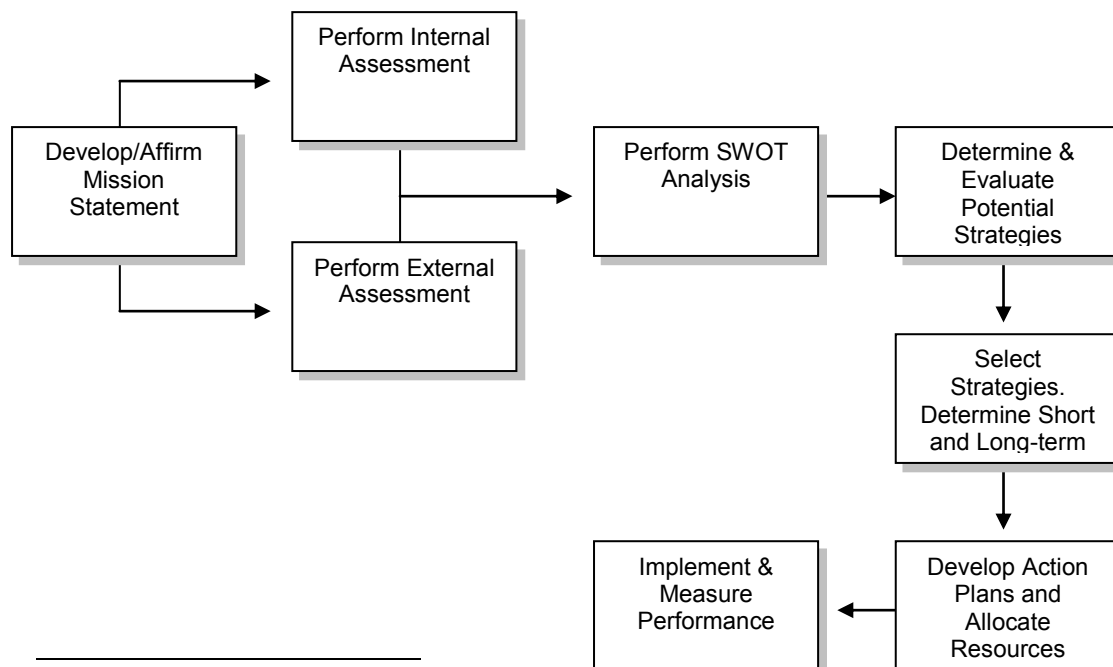 Perform Internal
Assessment
Develop/Affirm
Mission
Statement
Perform External
Assessment
Perform SWOT
Analysis
Determine &
Evaluate
Potential
Strategies
Select
Strategies.
Determine Short
and Long-term
Develop Action
Plans and
Allocate
Resources
Implement &
Measure
Performance